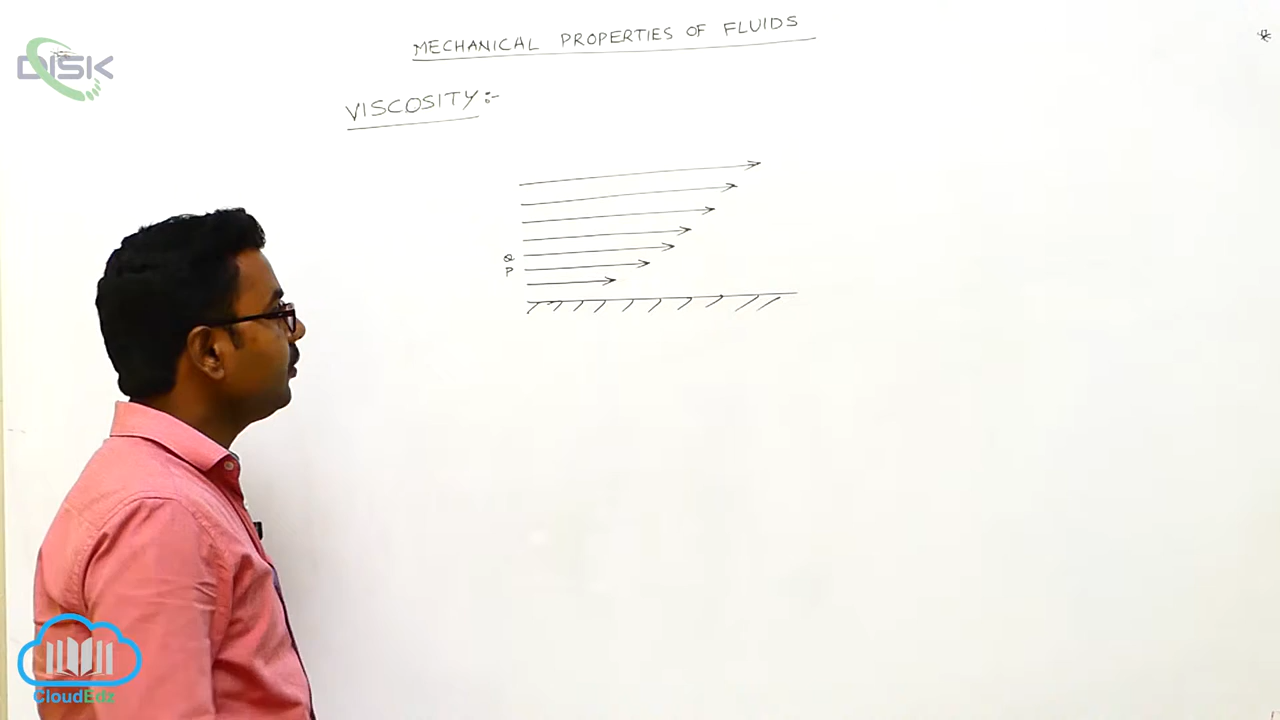 MECHANICAL PROPERTIES OF FLUIDS
DISK
VISCOSITY :-
Q
P
CloudEdz